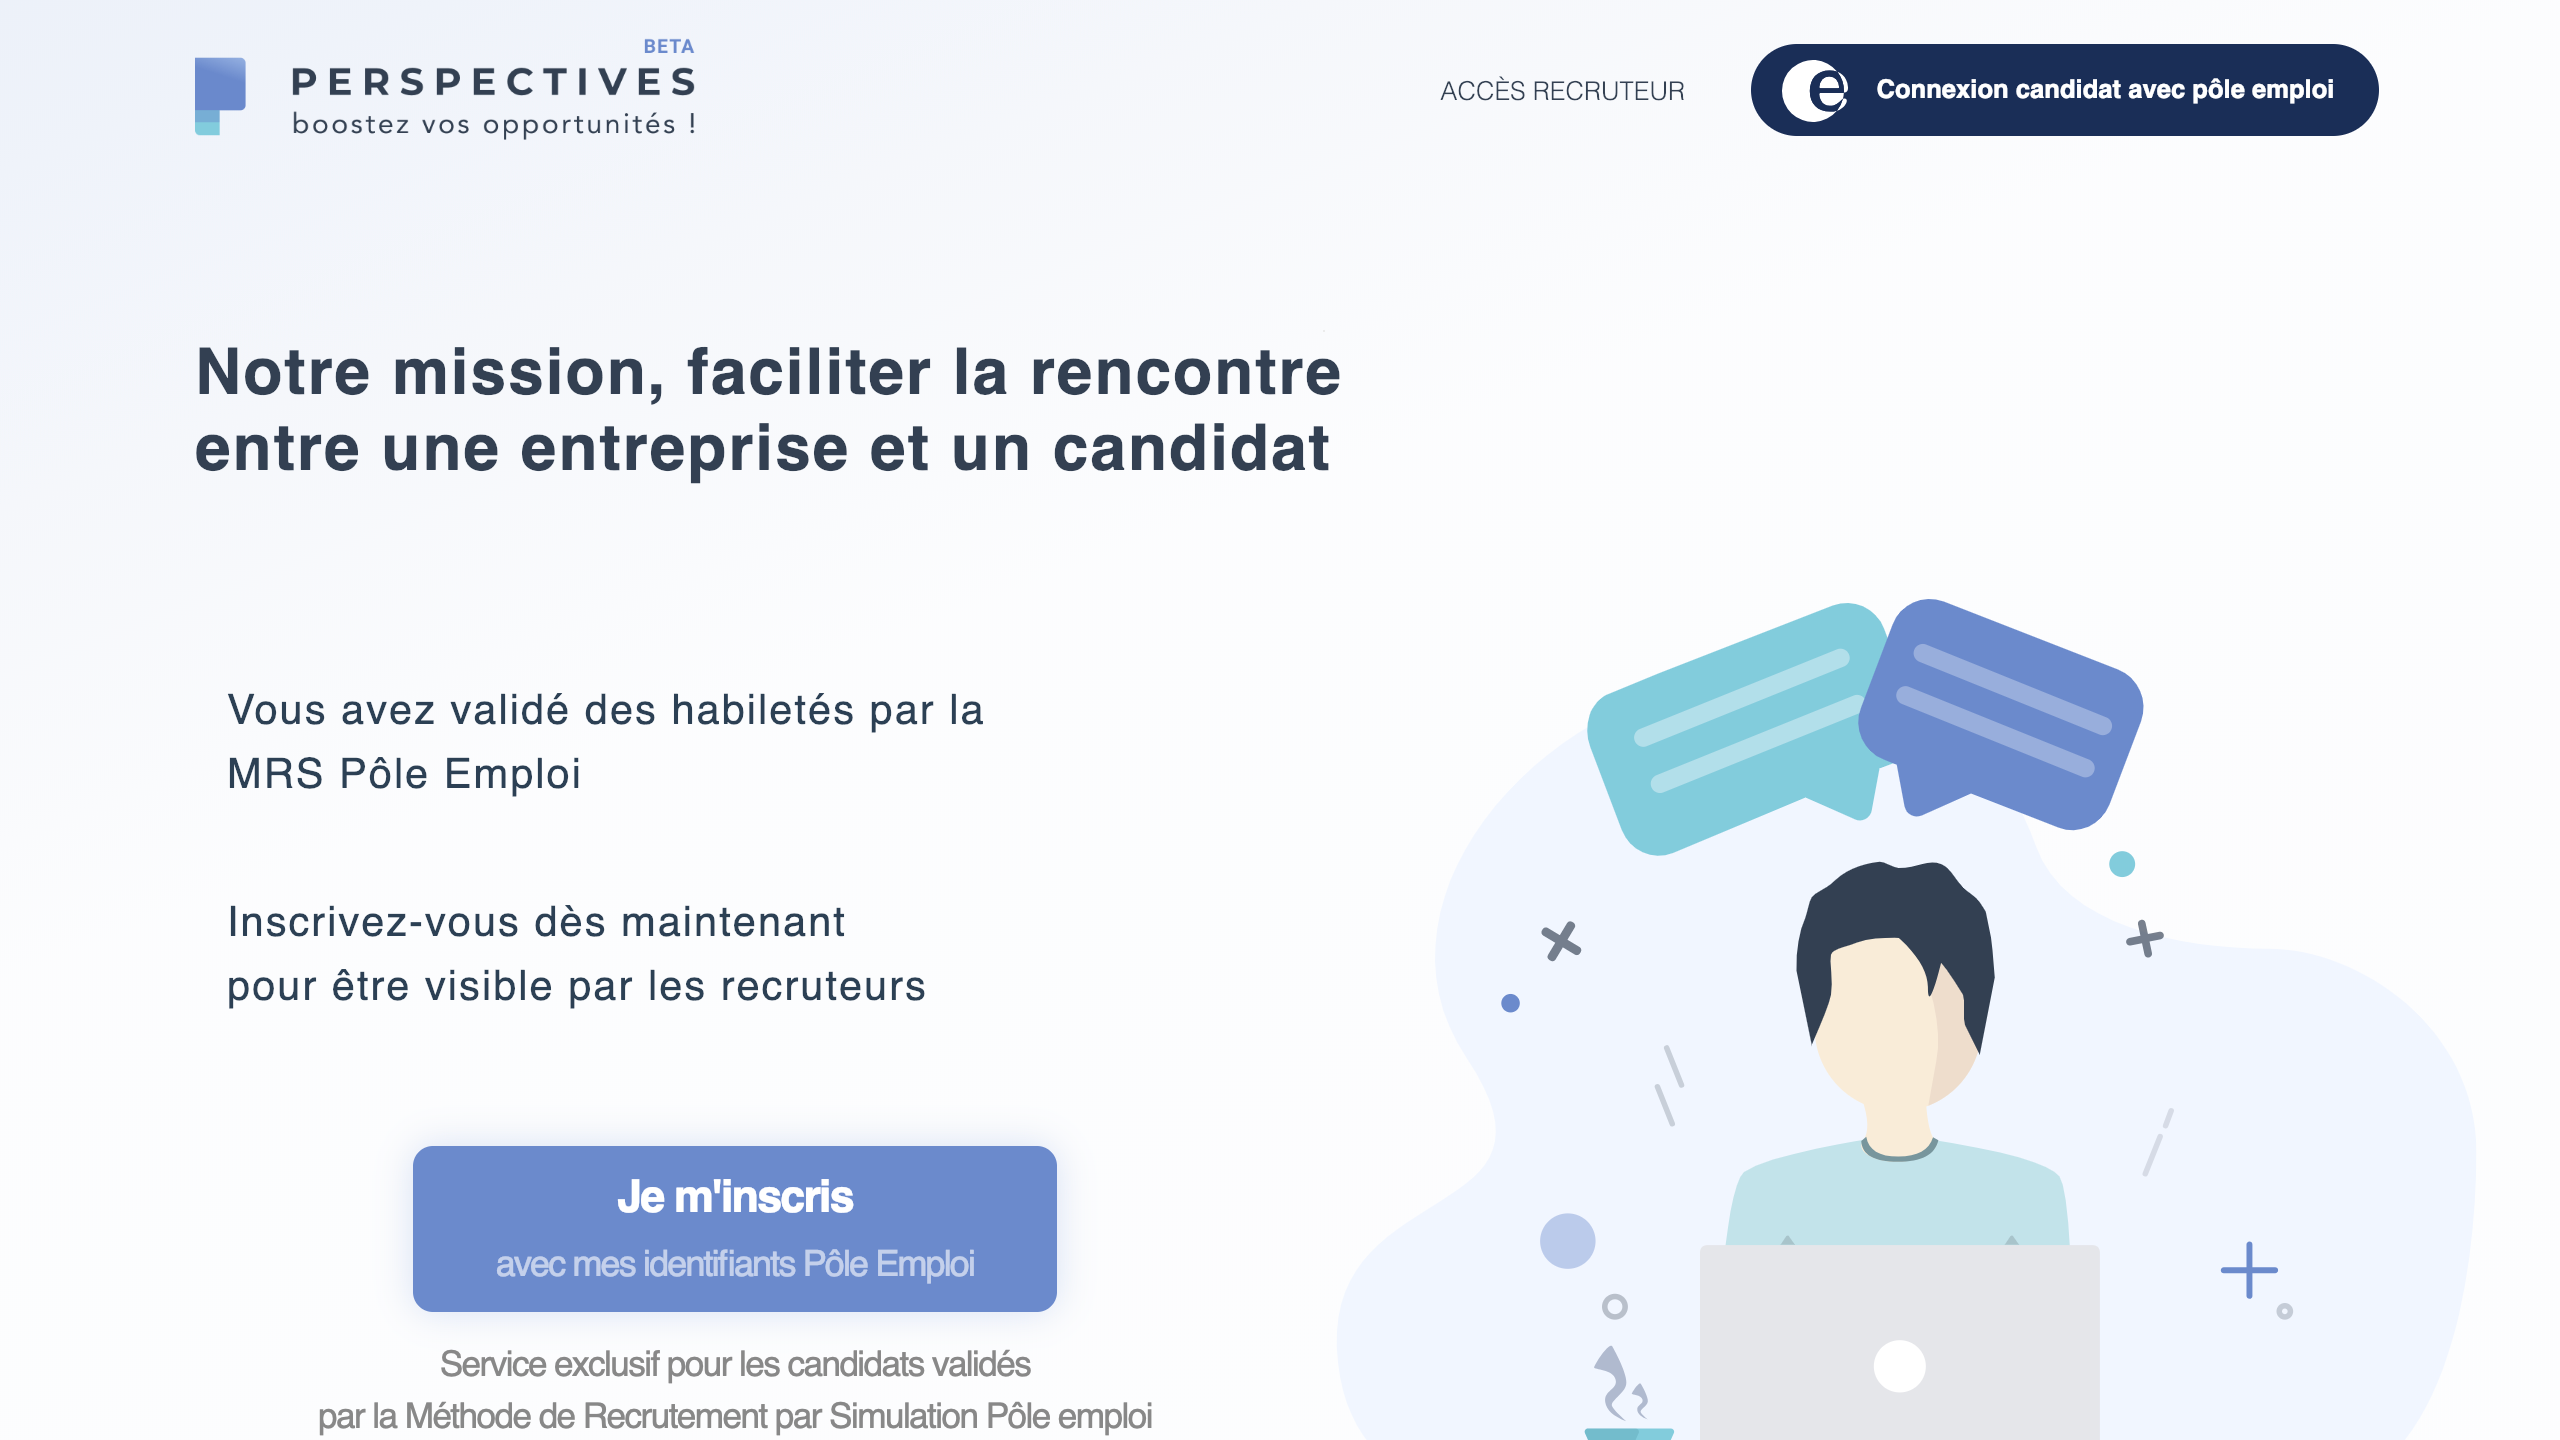 BETA
PERSPECTIVES
boostez vos opportunités !
ACCÈS RECRUTEUR
Connexion candidat avec pôle emploi
Notre mission, faciliter la rencontre
entre une entreprise et un candidat
Vous avez validé des habiletés par la
MRS Pôle Emploi
Inscrivez-vous dès maintenant
pour être visible par les recruteurs
Je m'inscris
avec mes identifiants Pôle Emploi
Service exclusif pour les candidats validés
par la Méthode de Recrutement par Simulation Pôle emploi